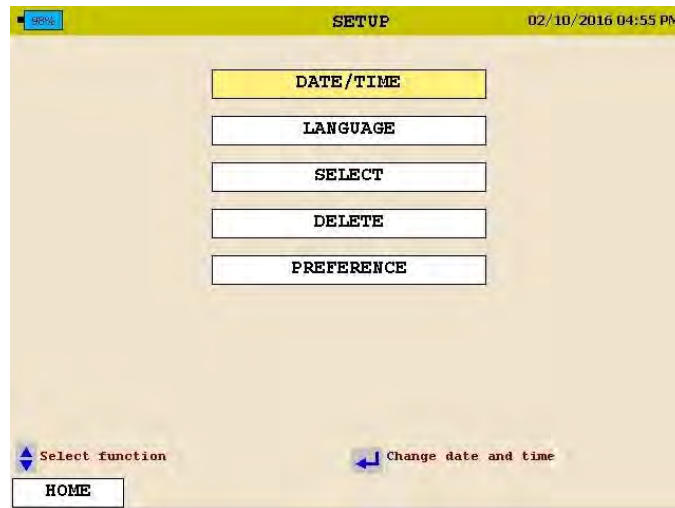 98% SETUP 02/10/2016 04:55 PM
DATE/TIME
LANGUAGE
SELECT
DELETE
PREFERENCE
Select function Change date and time
HOME